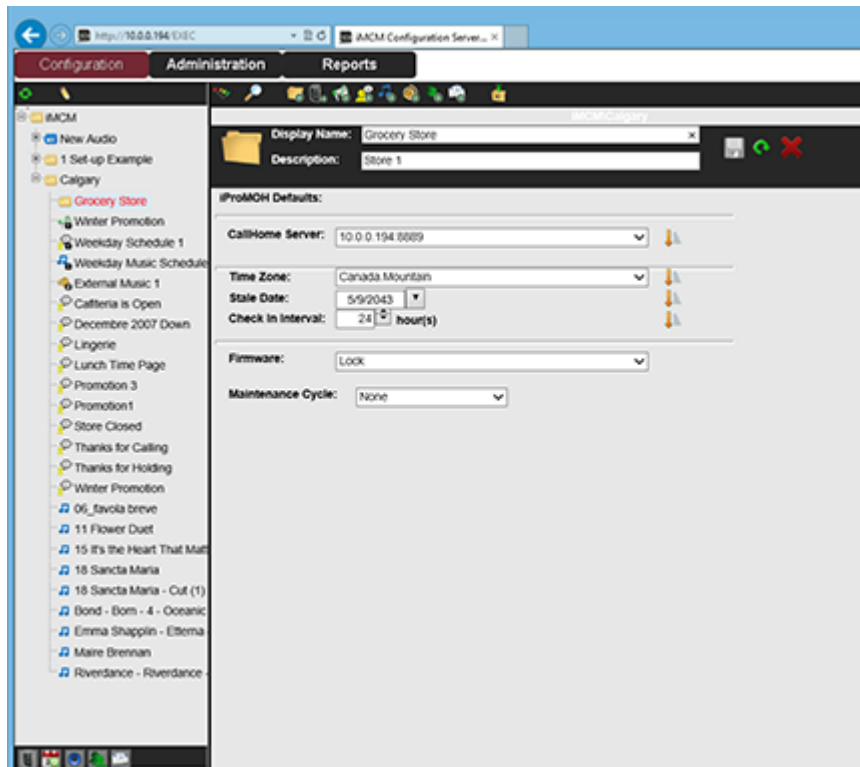 http://10.0.0.194/EXEC
iMCM Configuration Server...
Configuration
Administration
Reports
iMCM
New Audio
1 Set-up Example
Calgary
Grocery Store
Winter Promotion
Weekday Schedule 1
Weekday Music Schedule
External Music 1
Caftteria is Open
Decembre 2007 Down
Lingerie
Lunch Time Page
Promotion 3
Promotion1
Store Closed
Thanks for Calling
Thanks for Holding
Winter Promotion
06_favola breve
11 Flower Duet
15 It's the Heart That Matt
18 Sancta Maria
18 Sancta Maria - Cut (1)
Bond - Born - 4 - Oceanic
Emma Shapplin - Etterna
Maire Brennan
Riverdance - Riverdance -
iMCM\Calgary
Display Name: Grocery Store
Description: Store 1
iProMOH Defaults:
CallHome Server: 10.0.0.194:8889
Time Zone: Canada.Mountain
Stale Date: 5/9/2043
Check In Interval: 24 hour(s)
Firmware: Lock
Maintenance Cycle: None